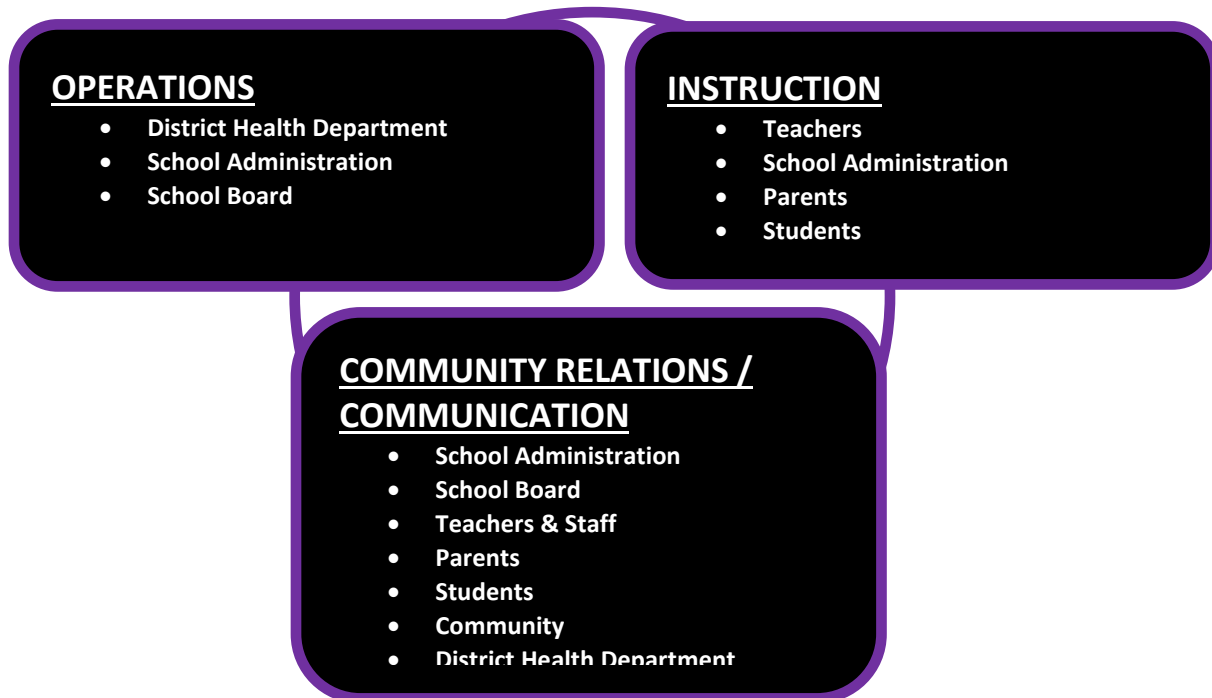 OPERATIONS
• District Health Department
• School Administration
• School Board
INSTRUCTION
• Teachers
• School Administration
• Parents
• Students
COMMUNITY RELATIONS /
COMMUNICATION
• School Administration
• School Board
• Teachers & Staff
• Parents
• Students
• Community
• District Health Department